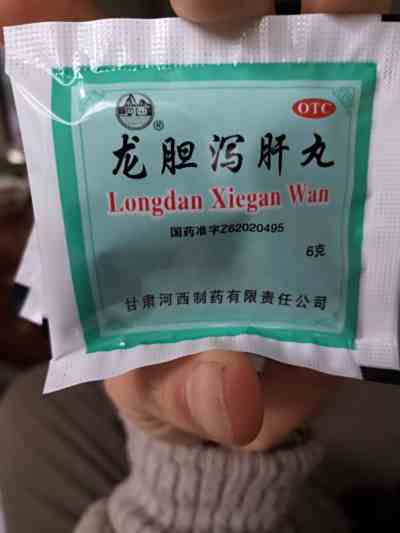 OTC
®
龙胆泻肝丸
Longdan Xiegan Wan
国药准字Z62020495
6克
甘肃河西制药有限责任公司